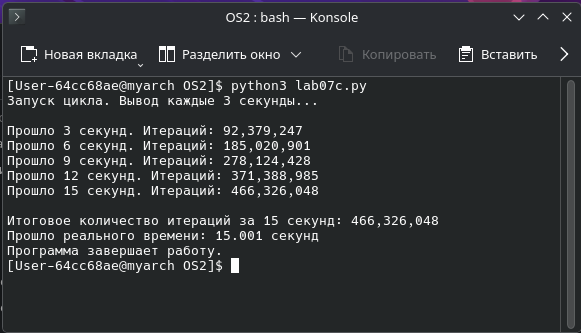 OS2 : bash — Konsole
Новая вкладка
Разделить окно
Копировать
Вставить
[User-64cc68ae@myarch OS2]$ python3 lab07c.py
Запуск цикла. Вывод каждые 3 секунды...
Прошло 3 секунд. Итераций: 92,379,247
Прошло 6 секунд. Итераций: 185,020,901
Прошло 9 секунд. Итераций: 278,124,428
Прошло 12 секунд. Итераций: 371,388,985
Прошло 15 секунд. Итераций: 466,326,048
Итоговое количество итераций за 15 секунд: 466,326,048
Прошло реального времени: 15.001 секунд
Программа завершает работу.
[User-64cc68ae@myarch OS2]$